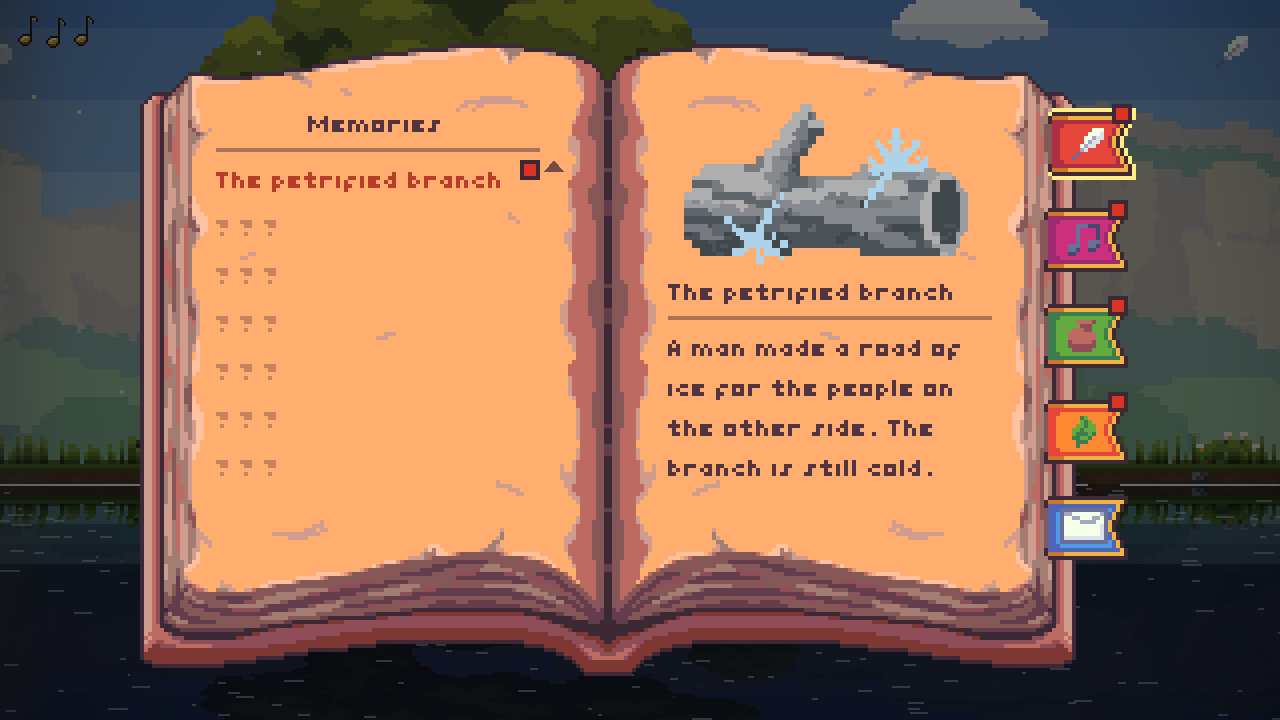 Memories
The petrified branch
? ? ?
? ? ?
? ? ?
? ? ?
? ? ?
? ? ?
The petrified branch
A man made a road of
ice for the people on
the other side. The
branch is still cold.